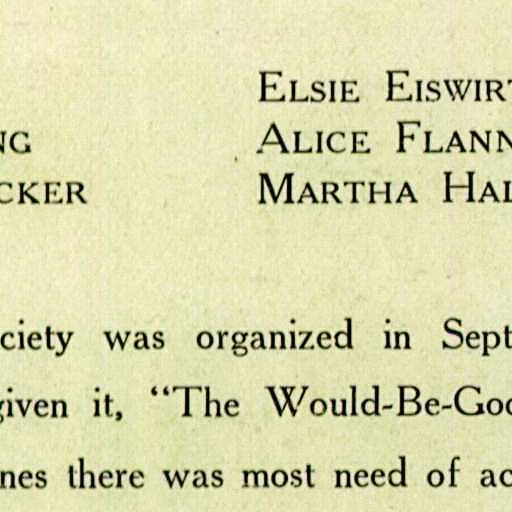 ELSIE EISWIRT
NG ALICE FLANN
CKER MARTHA HAL
ciety was organized in Sept
given it, "The Would-Be-Goo
nes there was most need of ac